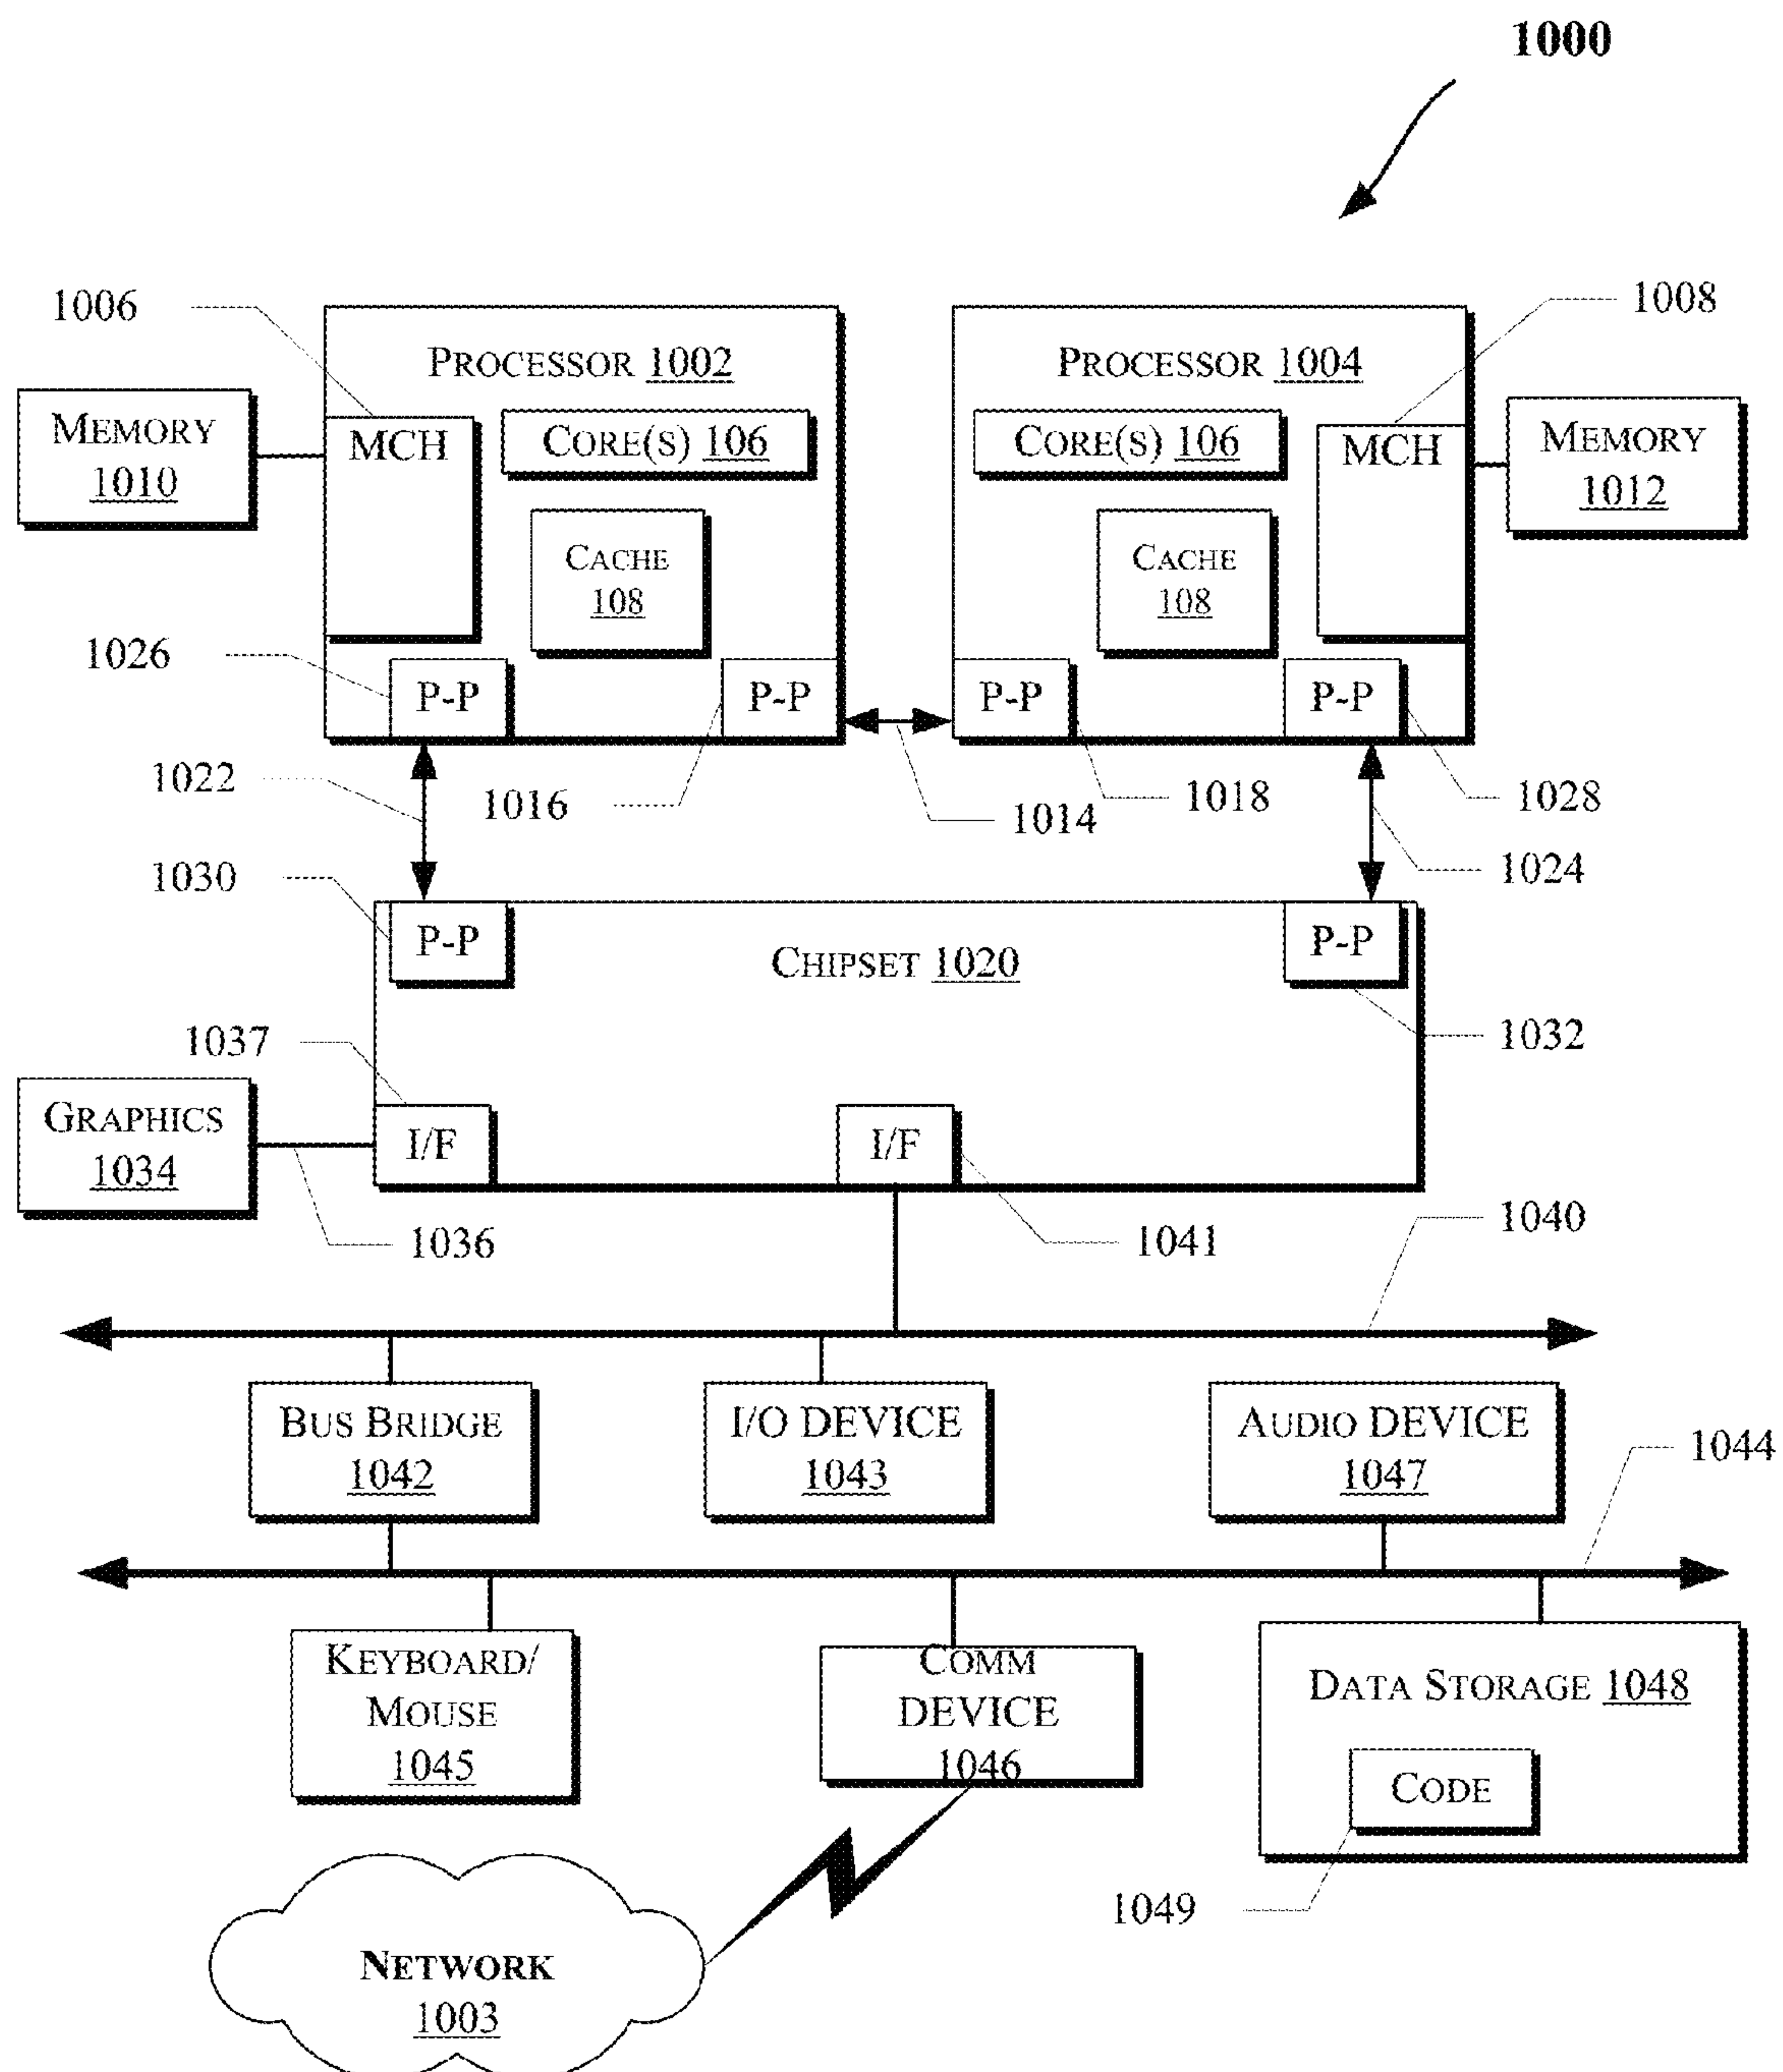 1000
1006
1008
PROCESSOR 1002
PROCESSOR 1004
MEMORY
1010
MCH
CORE(S) 106
CORE(S) 106
MCH
MEMORY
1012
CACHE
108
CACHE
108
1026
P-P
P-P
P-P
P-P
1022
1016
1014
1018
1028
1030
1024
P-P
CHIPSET 1020
P-P
1037
1032
GRAPHICS
1034
I/F
I/F
1036
1041
1040
BUS BRIDGE
1042
I/O DEVICE
1043
AUDIO DEVICE
1047
1044
KEYBOARD/
MOUSE
1045
COMM
DEVICE
1046
DATA STORAGE 1048
CODE
1049
NETWORK
1003